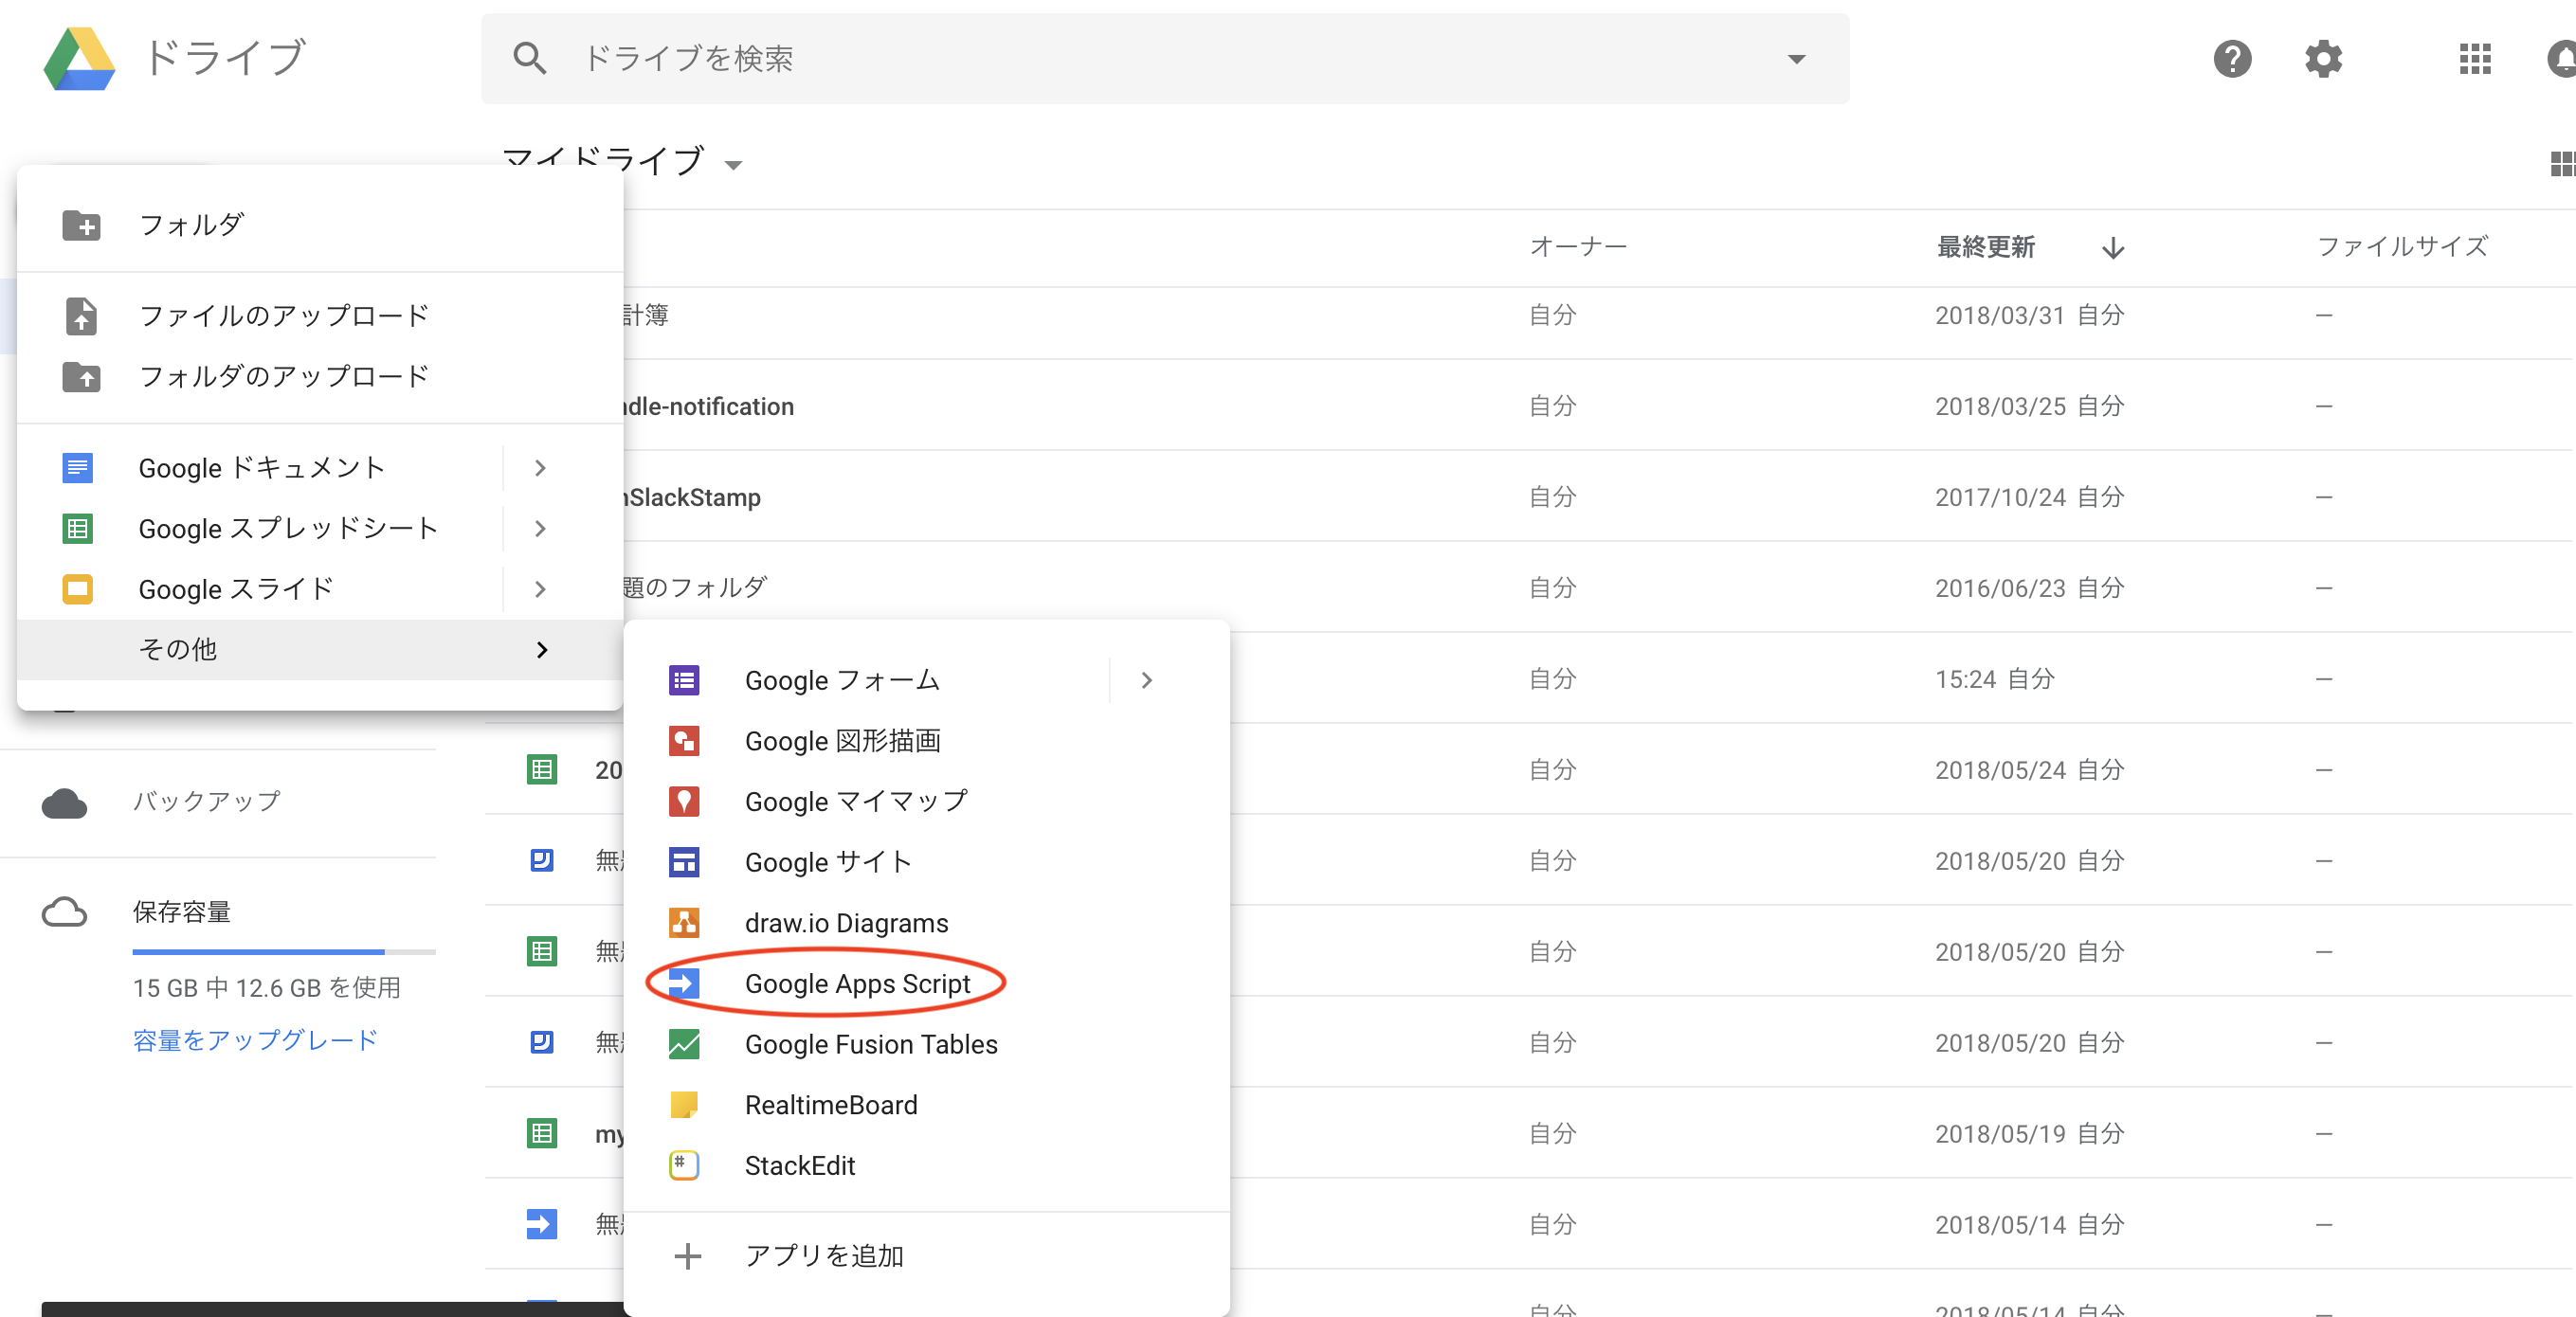 ドライブ
ドライブを検索
マイドライブ
フォルダ
ファイルのアップロード
フォルダのアップロード
Google ドキュメント
Google スプレッドシート
Google スライド
その他
バックアップ
保存容量
15 GB 中 12.6 GB を使用
容量をアップグレード
Google フォーム
Google 図形描画
Google マイマップ
Google サイト
draw.io Diagrams
Google Apps Script
Google Fusion Tables
RealtimeBoard
StackEdit
アプリを追加
オーナー 最終更新 ファイルサイズ
計簿 自分 2018/03/31 自分 —
dle-notification 自分 2018/03/25 自分 —
SlackStamp 自分 2017/10/24 自分 —
題のフォルダ 自分 2016/06/23 自分 —
自分 15:24 自分 —
20 自分 2018/05/24 自分 —
無 自分 2018/05/20 自分 —
無 自分 2018/05/20 自分 —
無 自分 2018/05/20 自分 —
my 自分 2018/05/19 自分 —
無 自分 2018/05/14 自分 —
自分 2018/05/14 自分 —